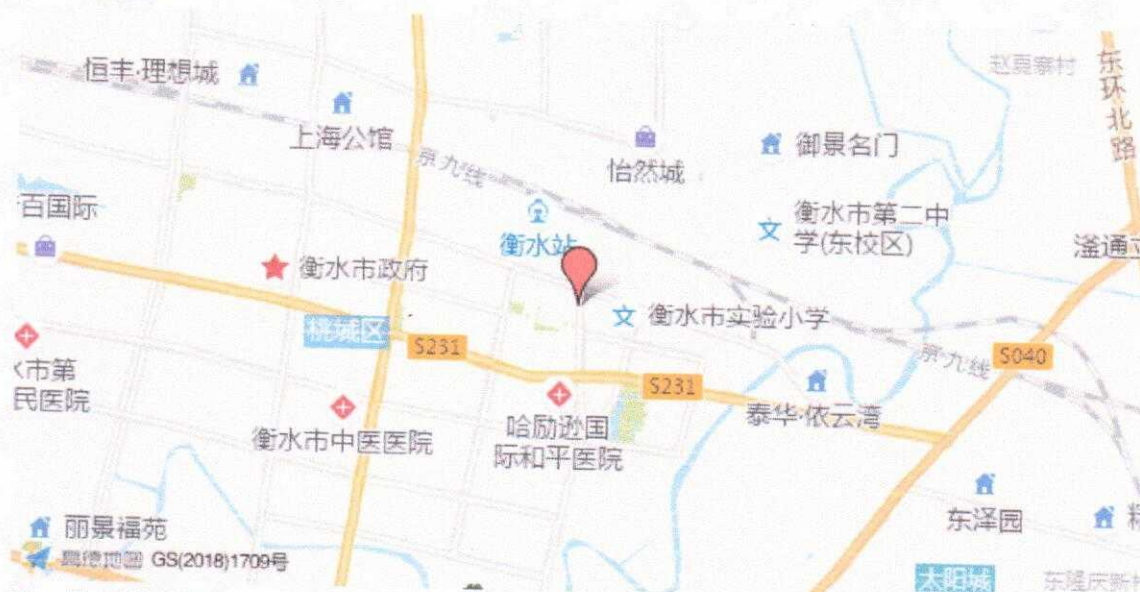 赵夏寨村
东环北路
恒丰·理想城
上海公馆
京九线
怡然城
御景名门
百国际
衡水站
衡水市第二中
学(东校区)
衡水市政府
桃城区
衡水市实验小学
S231
京九线
S040
S231
市第
民医院
衡水市中医医院
哈励逊国
际和平医院
泰华·依云湾
东泽园
丽景福苑
高德地图 GS(2018)1709号
太阳城